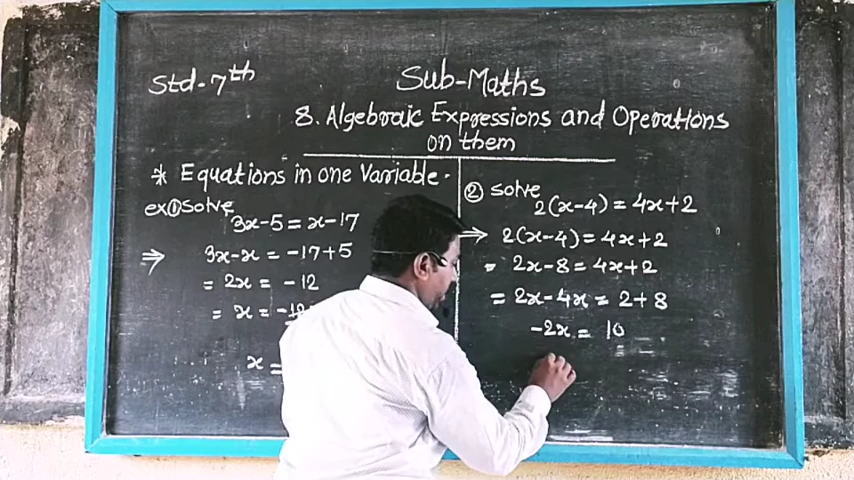 Std-7th
Sub-Maths
8. Algebraic Expressions and Operations
on them
* Equations in one Variable.
ex① solve
3x-5 = x-17
⇒ 3x-x = -17+5
= 2x = -12
= x = -12
x =
② solve
2(x-4) = 4x+2
⇒ 2(x-4) = 4x+2
= 2x-8 = 4x+2
= 2x-4x = 2+8
-2x = 10